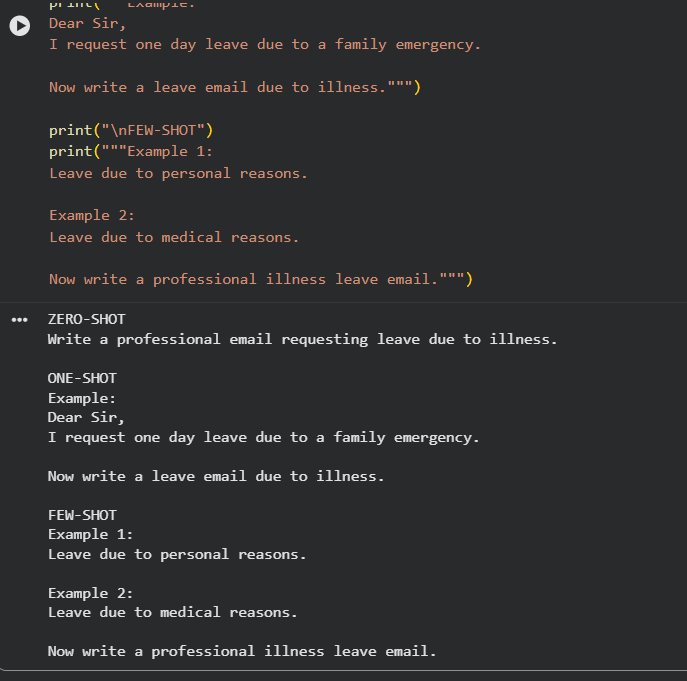 print("""Example:
Dear Sir,
I request one day leave due to a family emergency.
Now write a leave email due to illness.""")
print("\nFEW-SHOT")
print("""Example 1:
Leave due to personal reasons.
Example 2:
Leave due to medical reasons.
Now write a professional illness leave email.""")
ZERO-SHOT
Write a professional email requesting leave due to illness.
ONE-SHOT
Example:
Dear Sir,
I request one day leave due to a family emergency.
Now write a leave email due to illness.
FEW-SHOT
Example 1:
Leave due to personal reasons.
Example 2:
Leave due to medical reasons.
Now write a professional illness leave email.